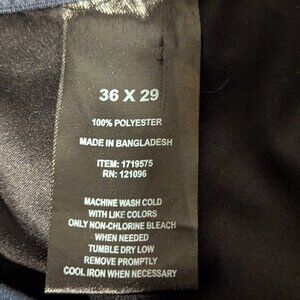 36 X 29
100% POLYESTER
MADE IN BANGLADESH
ITEM: 1719575
RN: 121096
MACHINE WASH COLD
WITH LIKE COLORS
ONLY NON-CHLORINE BLEACH
WHEN NEEDED
TUMBLE DRY LOW
REMOVE PROMPTLY
COOL IRON WHEN NECESSARY